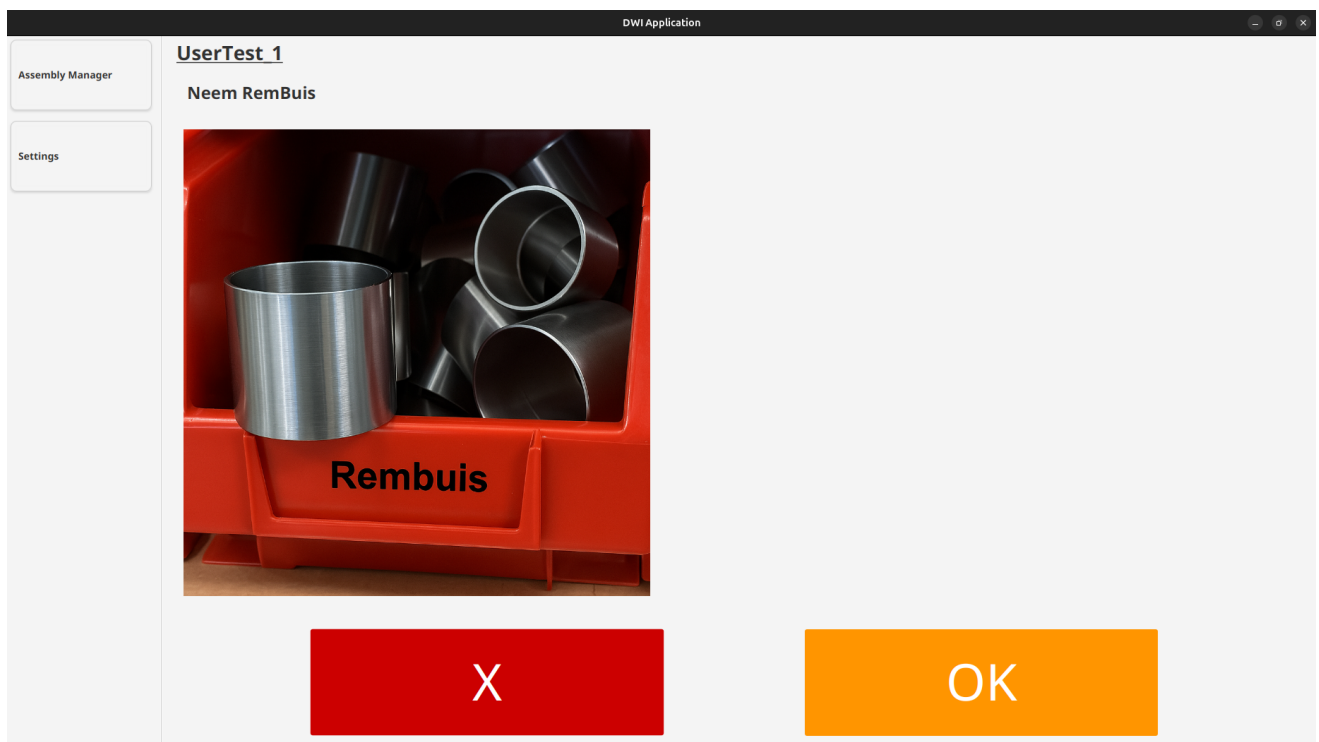 DWI Application
Assembly Manager
Settings
UserTest_1
Neem RemBuis
Rembuis
X
OK